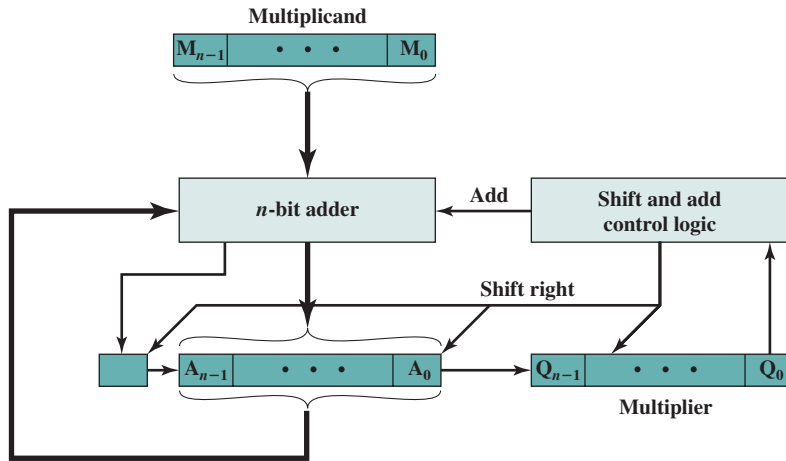 Multiplicand
Mn−1 • • • M0
n-bit adder
Add
Shift and add
control logic
Shift right
An−1 • • • A0
Qn−1 • • • Q0
Multiplier